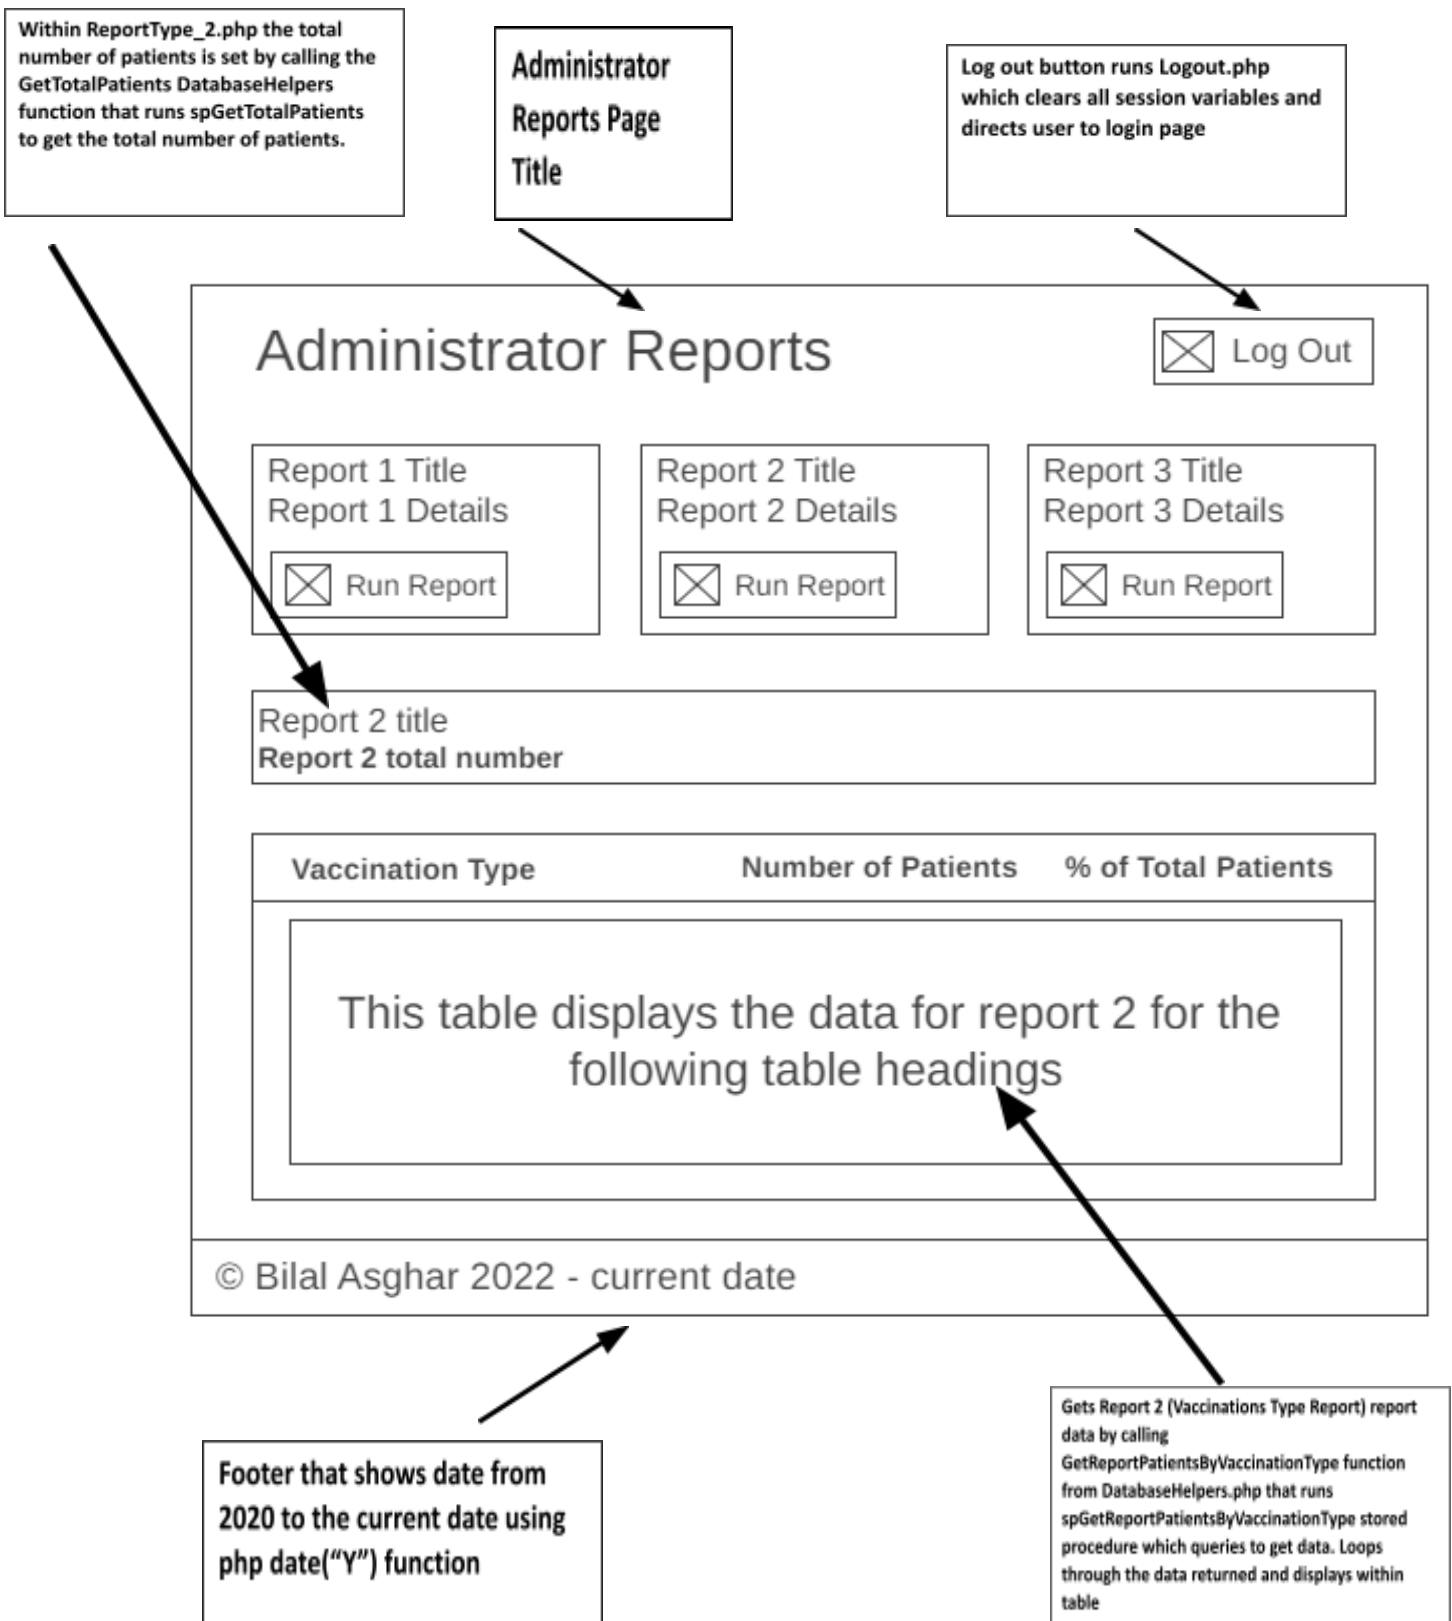 Within ReportType_2.php the total
number of patients is set by calling the
GetTotalPatients DatabaseHelpers
function that runs spGetTotalPatients
to get the total number of patients.
Administrator
Reports Page
Title
Log out button runs Logout.php
which clears all session variables and
directs user to login page
Administrator Reports
Log Out
Report 1 Title
Report 1 Details
Run Report
Report 2 Title
Report 2 Details
Run Report
Report 3 Title
Report 3 Details
Run Report
Report 2 title
Report 2 total number
Vaccination Type Number of Patients % of Total Patients
This table displays the data for report 2 for the
following table headings
© Bilal Asghar 2022 - current date
Footer that shows date from
2020 to the current date using
php date(“Y”) function
Gets Report 2 (Vaccinations Type Report) report
data by calling
GetReportPatientsByVaccinationType function
from DatabaseHelpers.php that runs
spGetReportPatientsByVaccinationType stored
procedure which queries to get data. Loops
through the data returned and displays within
table